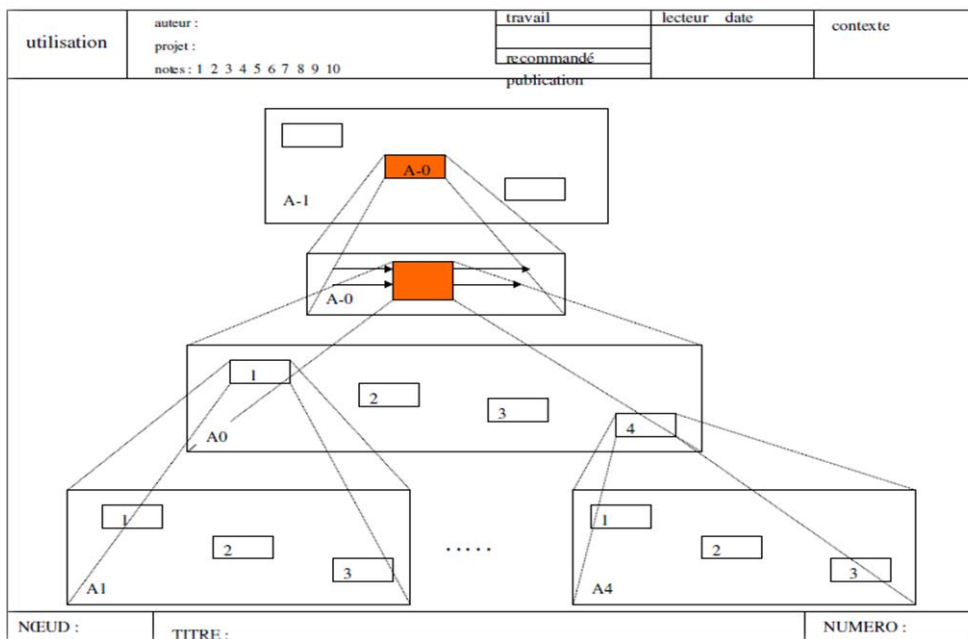 utilisation
auteur :
projet :
notes : 1 2 3 4 5 6 7 8 9 10
travail
recommandé
publication
lecteur date
contexte
A-0
A-1
A-0
1
2
3
4
A0
1
2
3
A1
.....
1
2
3
A4
NŒUD :
TITRE :
NUMERO :